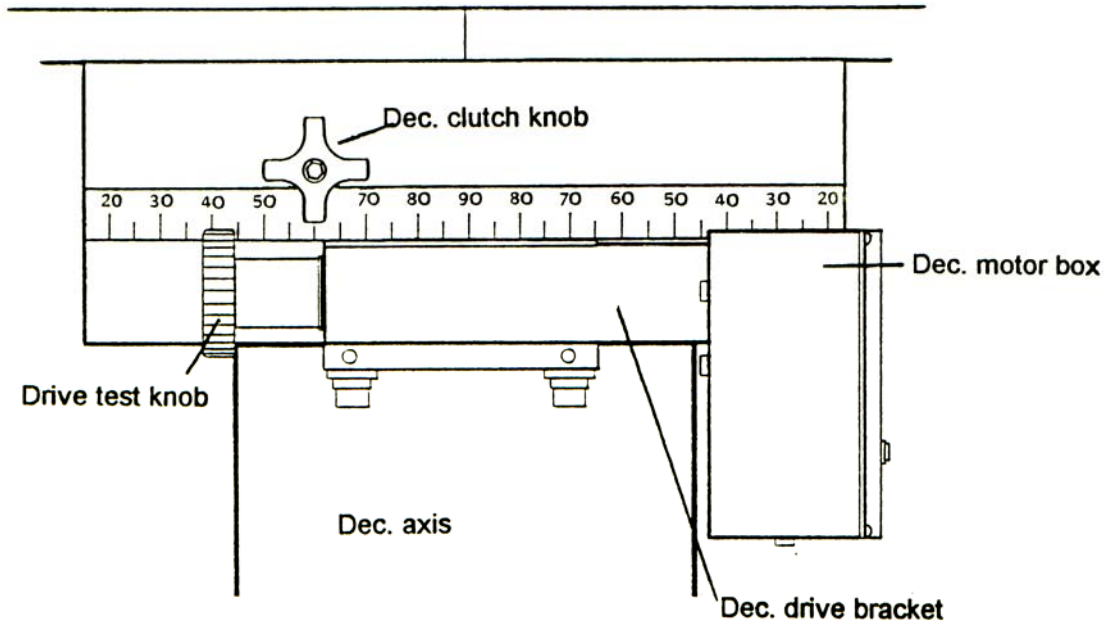 Dec. clutch knob
20 30 40 50 70 80 90 80 70 60 50 40 30 20
Dec. motor box
Drive test knob
Dec. axis
Dec. drive bracket